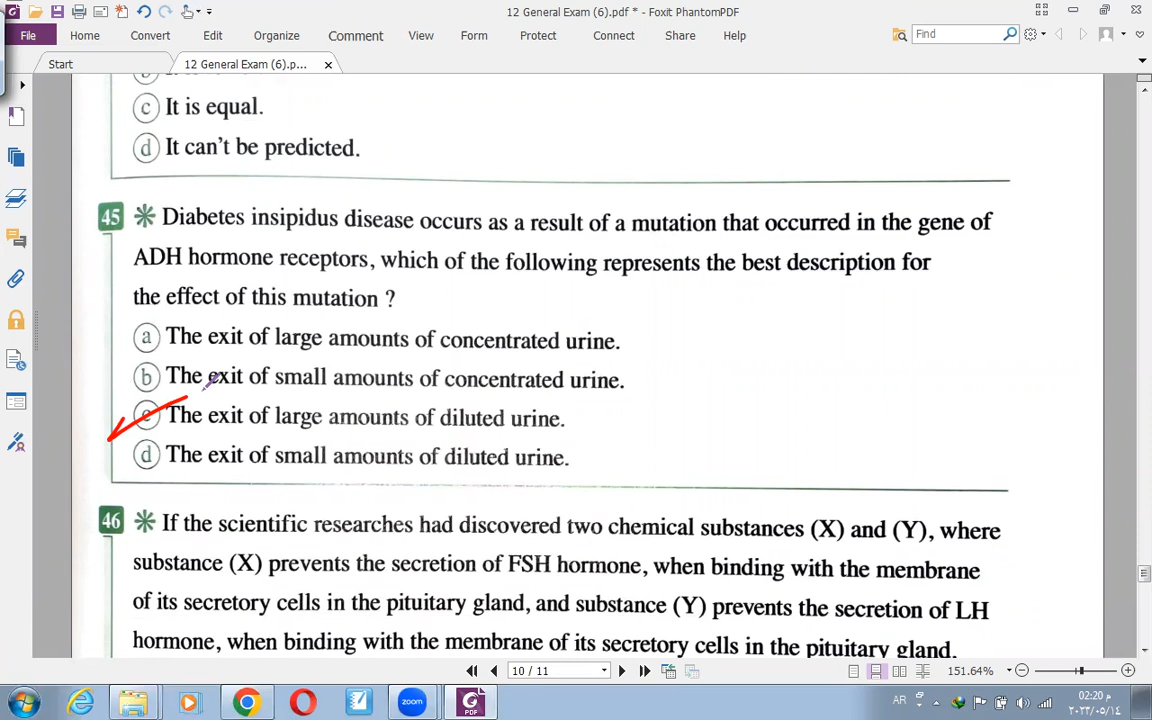 12 General Exam (6).pdf * - Foxit PhantomPDF
File Home Convert Edit Organize Comment View Form Protect Connect Share Help Find
Start 12 General Exam (6).p... ×
c It is equal.
d It can't be predicted.
45 * Diabetes insipidus disease occurs as a result of a mutation that occurred in the gene of
ADH hormone receptors, which of the following represents the best description for
the effect of this mutation ?
a The exit of large amounts of concentrated urine.
b The exit of small amounts of concentrated urine.
c The exit of large amounts of diluted urine.
d The exit of small amounts of diluted urine.
46 * If the scientific researches had discovered two chemical substances (X) and (Y), where
substance (X) prevents the secretion of FSH hormone, when binding with the membrane
of its secretory cells in the pituitary gland, and substance (Y) prevents the secretion of LH
hormone, when binding with the membrane of its secretory cells in the pituitary gland,
10 / 11 151.64%
zoom PDF AR 02:20 م
٢٠٢٣/٠٥/١٤